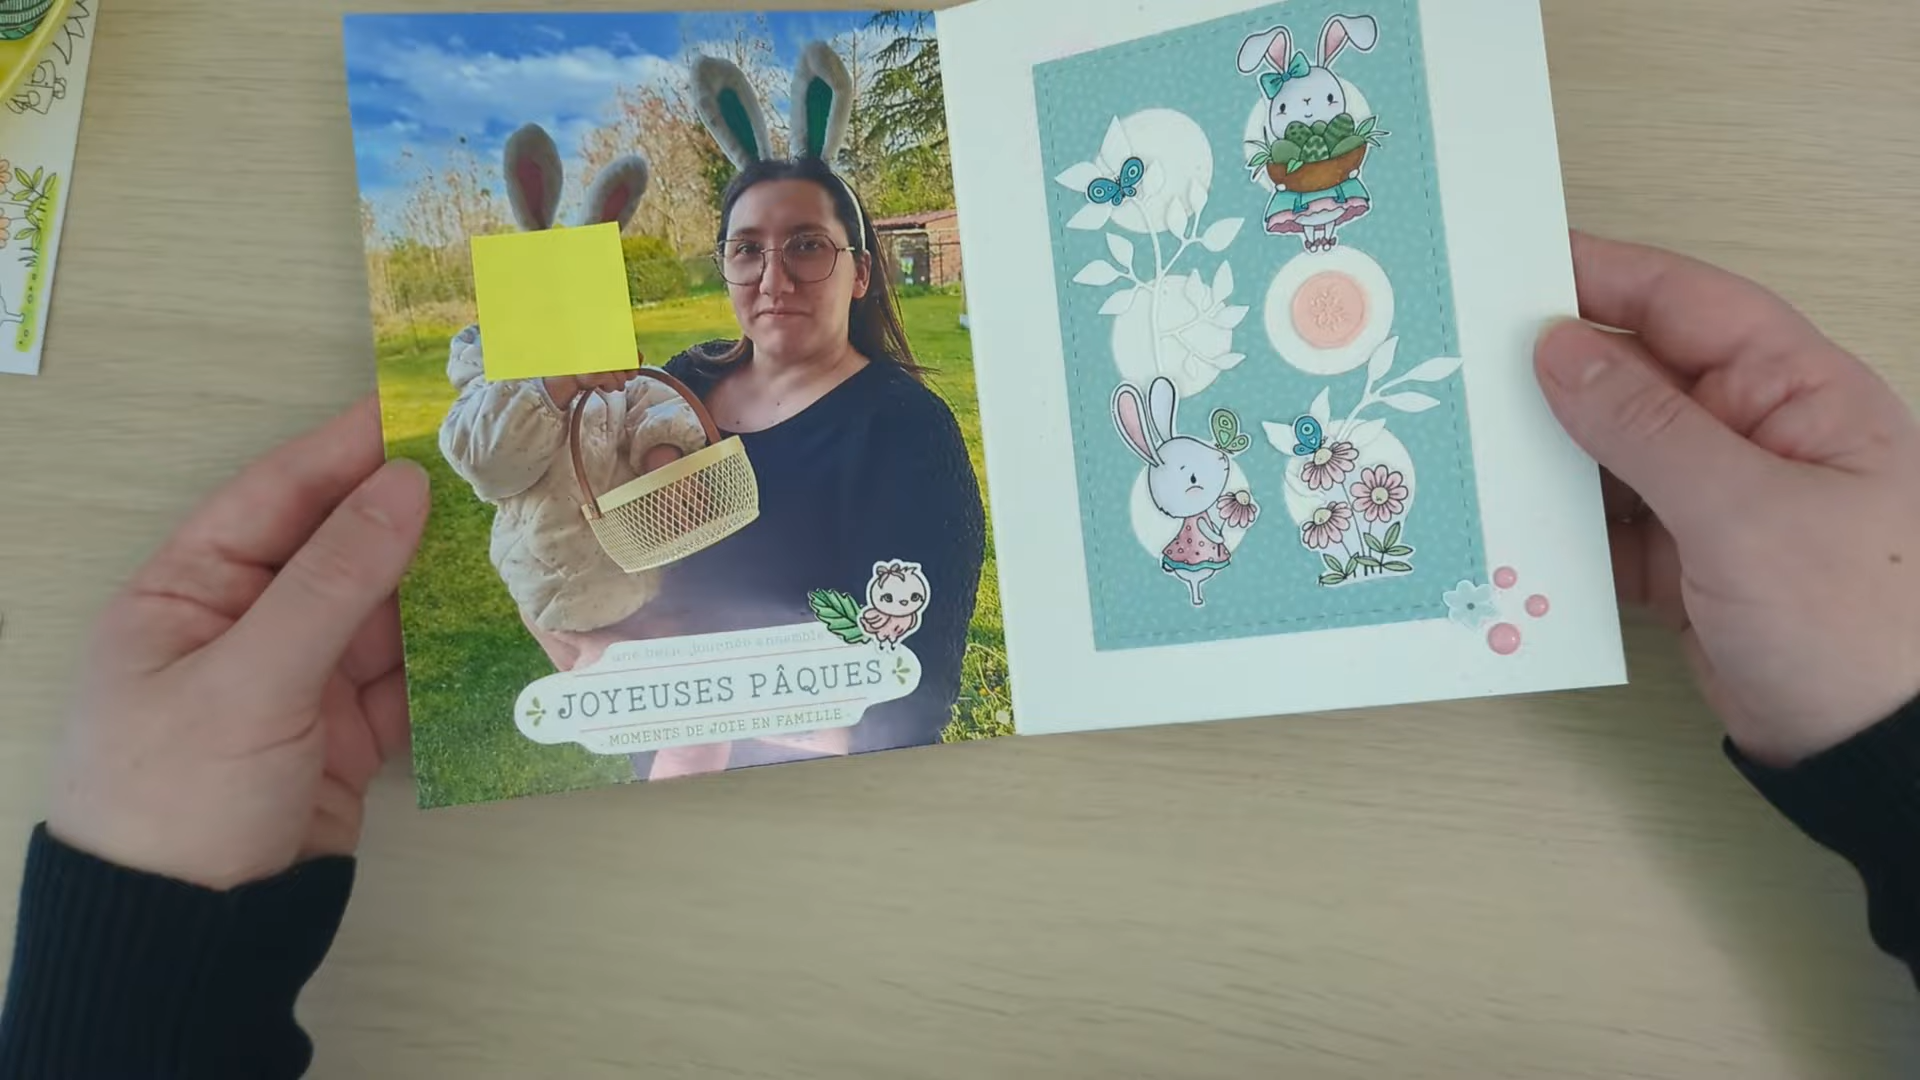 une belle journée ensemble
JOYEUSES PÂQUES
- MOMENTS DE JOIE EN FAMILLE -